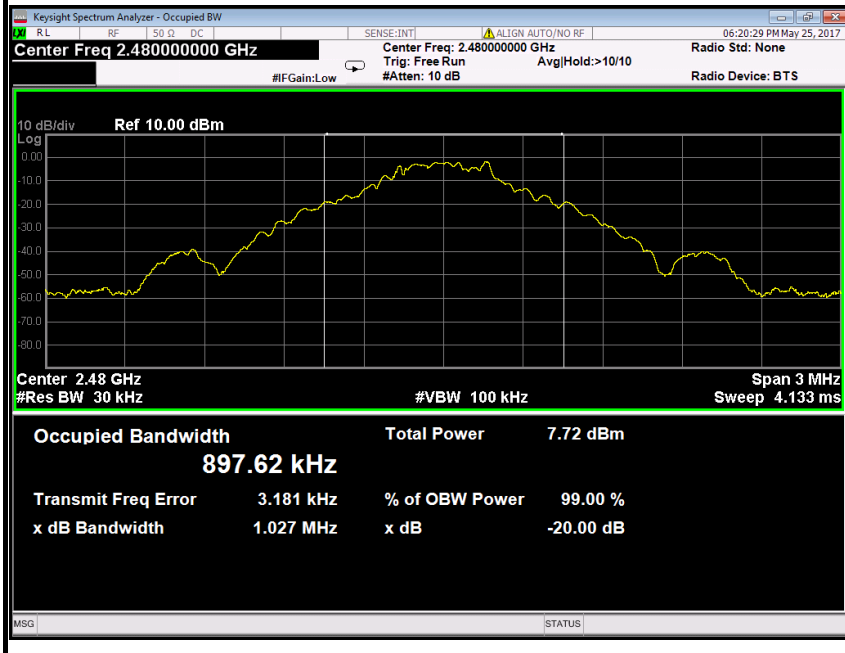 Keysight Spectrum Analyzer - Occupied BW
LXI RL RF 50 Ω DC SENSE:INT ALIGN AUTO/NO RF 06:20:29 PM May 25, 2017
Center Freq 2.480000000 GHz Center Freq: 2.480000000 GHz Radio Std: None
Trig: Free Run Avg|Hold:>10/10
#IFGain:Low #Atten: 10 dB Radio Device: BTS
10 dB/div Ref 10.00 dBm
Log
0.00
-10.0
-20.0
-30.0
-40.0
-50.0
-60.0
-70.0
-80.0
Center 2.48 GHz Span 3 MHz
#Res BW 30 kHz #VBW 100 kHz Sweep 4.133 ms
Occupied Bandwidth Total Power 7.72 dBm
897.62 kHz
Transmit Freq Error 3.181 kHz % of OBW Power 99.00 %
x dB Bandwidth 1.027 MHz x dB -20.00 dB
MSG STATUS